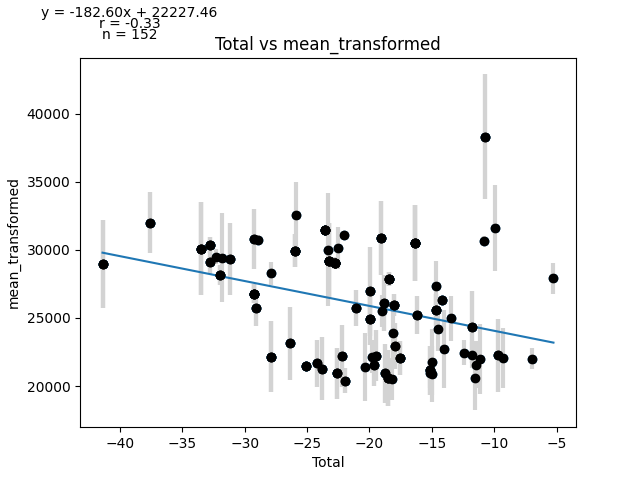 y = -182.60x + 22227.46
r = -0.33
n = 152
Total vs mean_transformed
40000
35000
30000
25000
20000
mean_transformed
−40 −35 −30 −25 −20 −15 −10 −5
Total